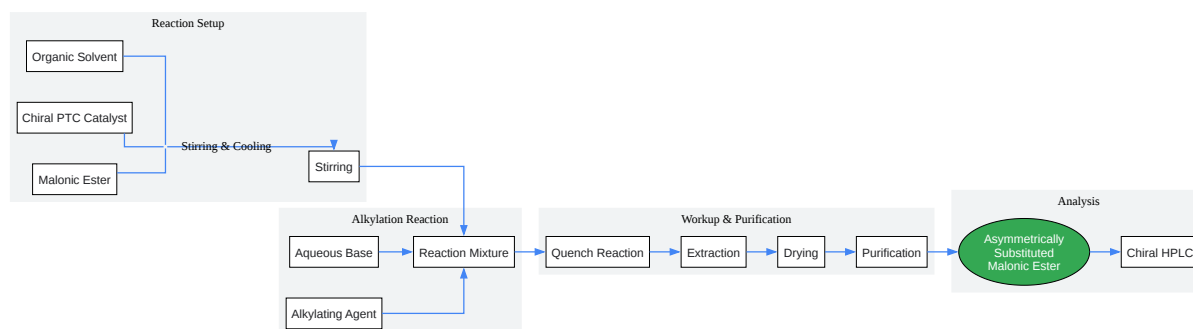 Reaction Setup
Organic Solvent
Chiral PTC Catalyst
Stirring & Cooling
Malonic Ester
Stirring
Alkylation Reaction
Aqueous Base
Reaction Mixture
Alkylating Agent
Workup & Purification
Quench Reaction
Extraction
Drying
Purification
Analysis
Asymmetrically
Substituted
Malonic Ester
Chiral HPLC